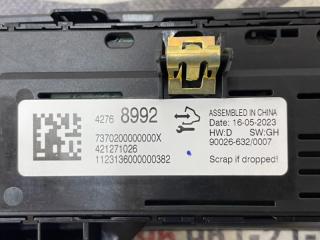 4276 8992
7370200000000X
421271026
1123136000000382
ASSEMBLED IN CHINA
Date: 16-05-2023
HW:D SW:GH
90026-632/0007
Scrap if dropped!